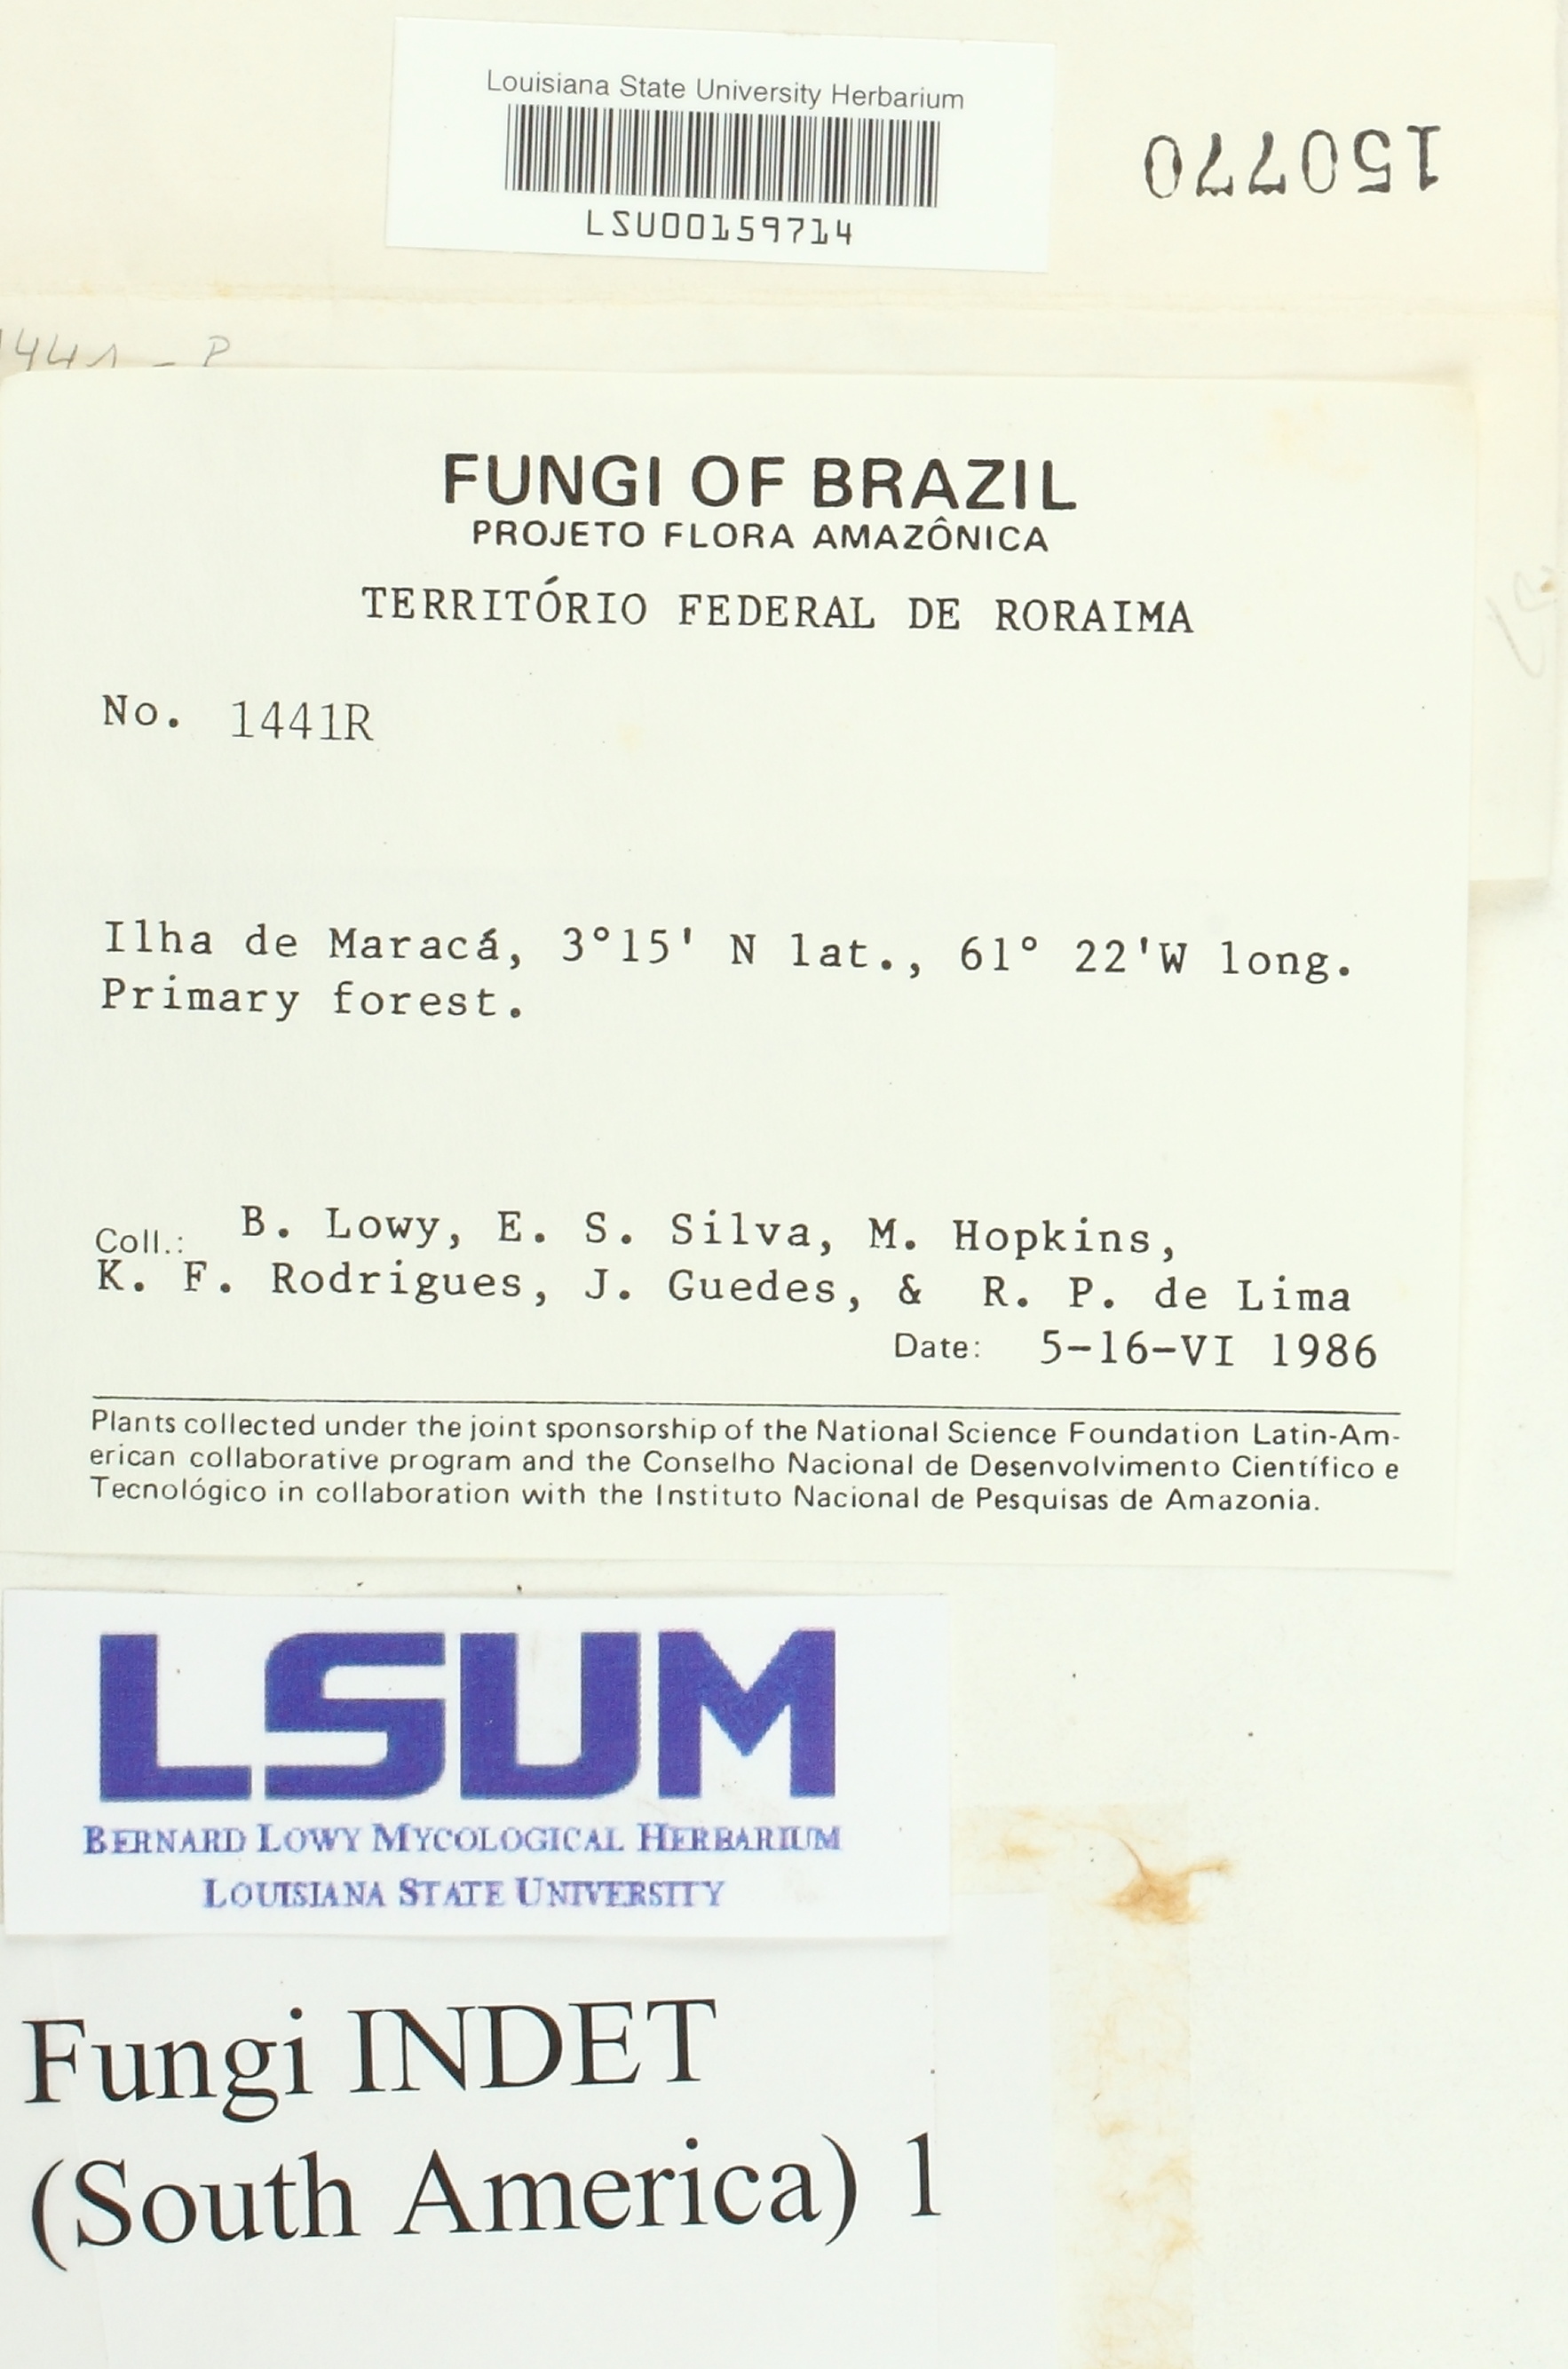 Louisiana State University Herbarium
LSU00159714
150770
FUNGI OF BRAZIL
PROJETO FLORA AMAZÔNICA
TERRITÓRIO FEDERAL DE RORAIMA
No. 1441R
Ilha de Maracá, 3°15' N lat., 61° 22'W long.
Primary forest.
Coll.: B. Lowy, E. S. Silva, M. Hopkins,
K. F. Rodrigues, J. Guedes, & R. P. de Lima
Date: 5-16-VI 1986
Plants collected under the joint sponsorship of the National Science Foundation Latin-Am-
erican collaborative program and the Conselho Nacional de Desenvolvimento Científico e
Tecnológico in collaboration with the Instituto Nacional de Pesquisas de Amazonia.
LSUM
BERNARD LOWY MYCOLOGICAL HERBARIUM
LOUISIANA STATE UNIVERSITY
Fungi INDET
(South America) 1